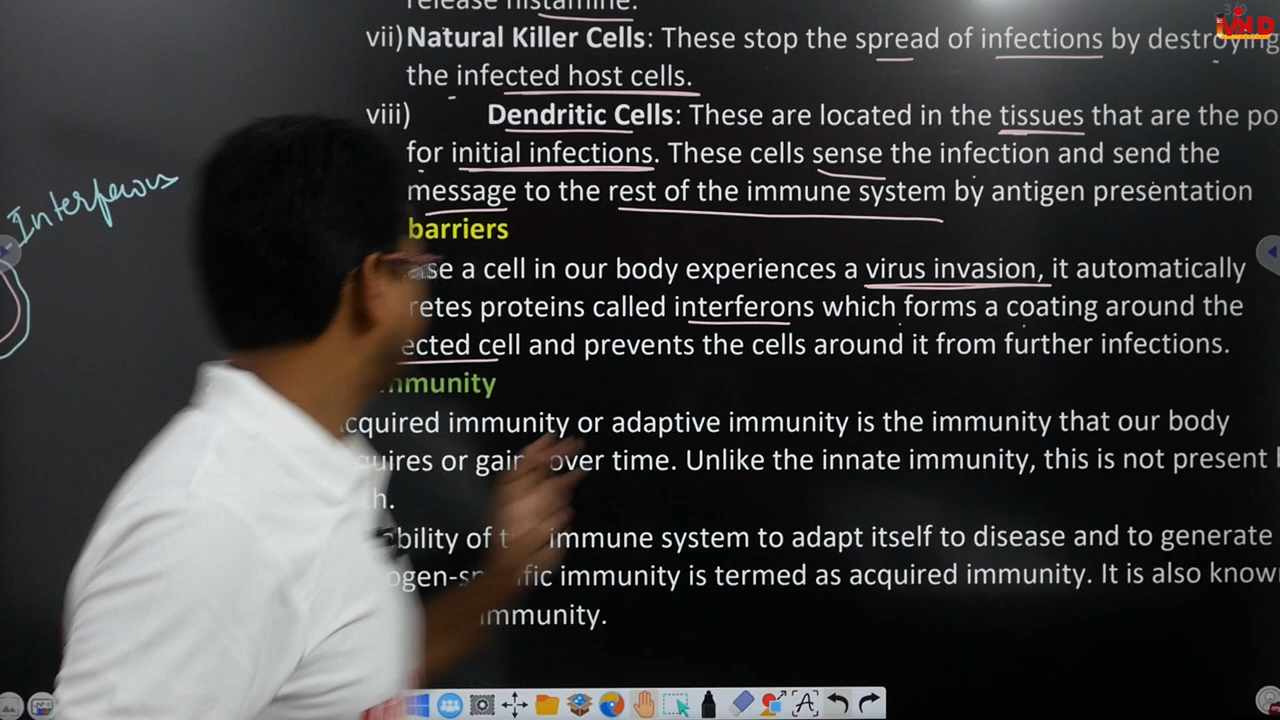 release histamine.
vii) Natural Killer Cells: These stop the spread of infections by destroying
the infected host cells.
viii) Dendritic Cells: These are located in the tissues that are the po
for initial infections. These cells sense the infection and send the
message to the rest of the immune system by antigen presentation
barriers
se a cell in our body experiences a virus invasion, it automatically
retes proteins called interferons which forms a coating around the
ected cell and prevents the cells around it from further infections.
mmunity
cquired immunity or adaptive immunity is the immunity that our body
quires or gain over time. Unlike the innate immunity, this is not present
h.
bility of t immune system to adapt itself to disease and to generate
ogen-sp ific immunity is termed as acquired immunity. It is also know
immunity.
Interferons